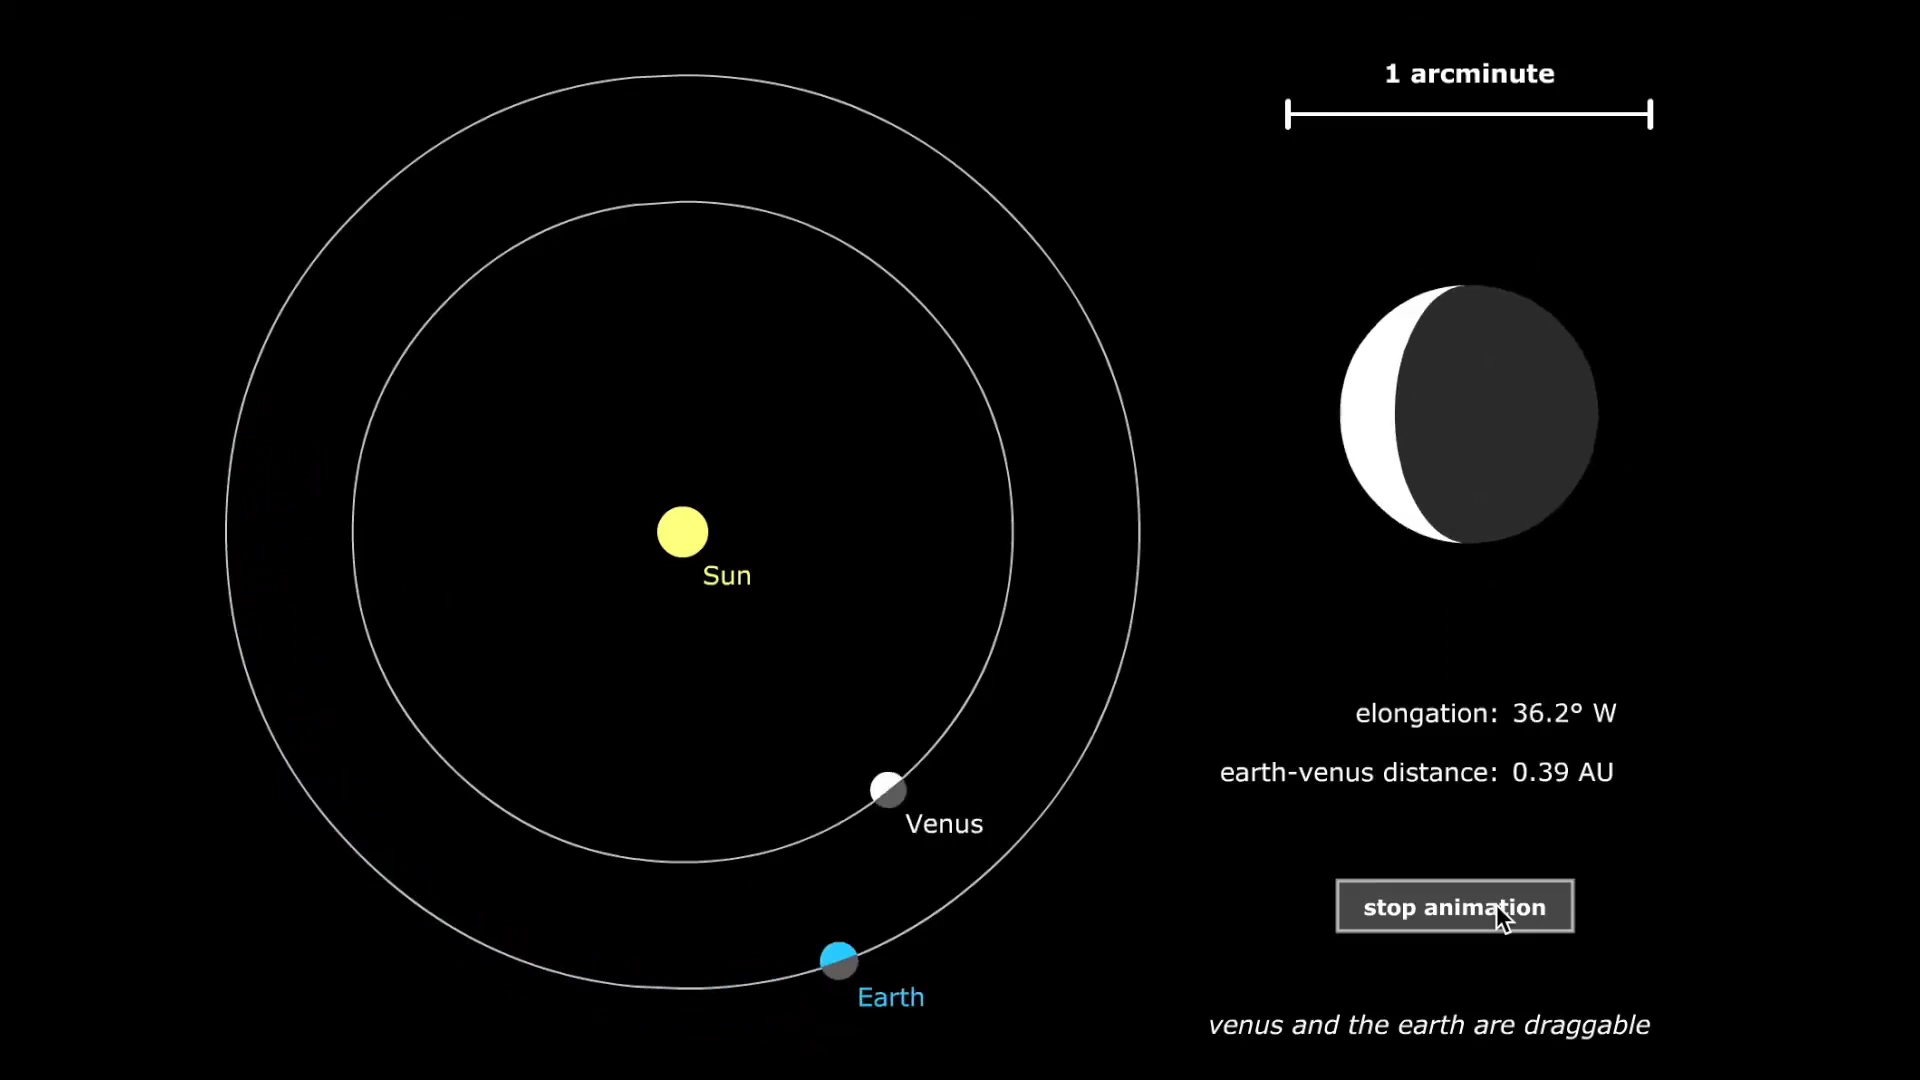 1 arcminute
Sun
elongation: 36.2° W
earth-venus distance: 0.39 AU
Venus
stop animation
Earth
venus and the earth are draggable